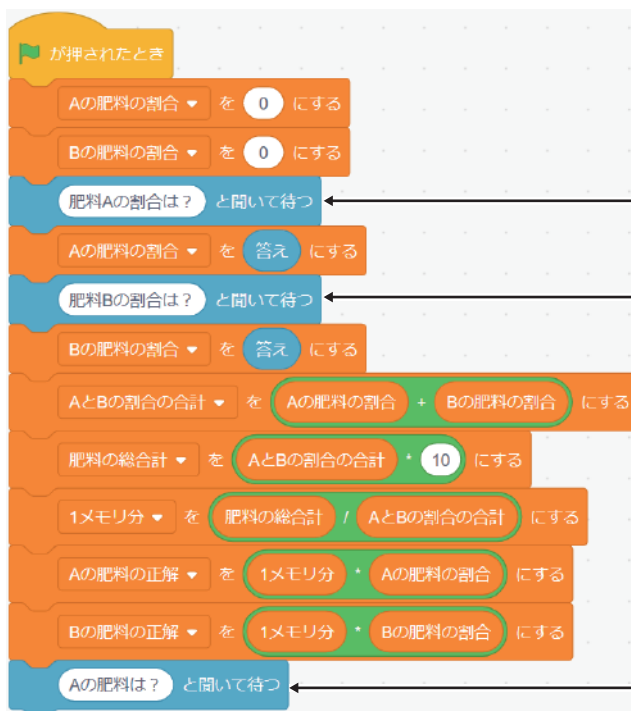 が押されたとき
Aの肥料の割合 を 0 にする
Bの肥料の割合 を 0 にする
肥料Aの割合は？ と聞いて待つ
Aの肥料の割合 を 答え にする
肥料Bの割合は？ と聞いて待つ
Bの肥料の割合 を 答え にする
AとBの割合の合計 を Aの肥料の割合 + Bの肥料の割合 にする
肥料の総合計 を AとBの割合の合計 * 10 にする
1メモリ分 を 肥料の総合計 / AとBの割合の合計 にする
Aの肥料の正解 を 1メモリ分 * Aの肥料の割合 にする
Bの肥料の正解 を 1メモリ分 * Bの肥料の割合 にする
Aの肥料は？ と聞いて待つ